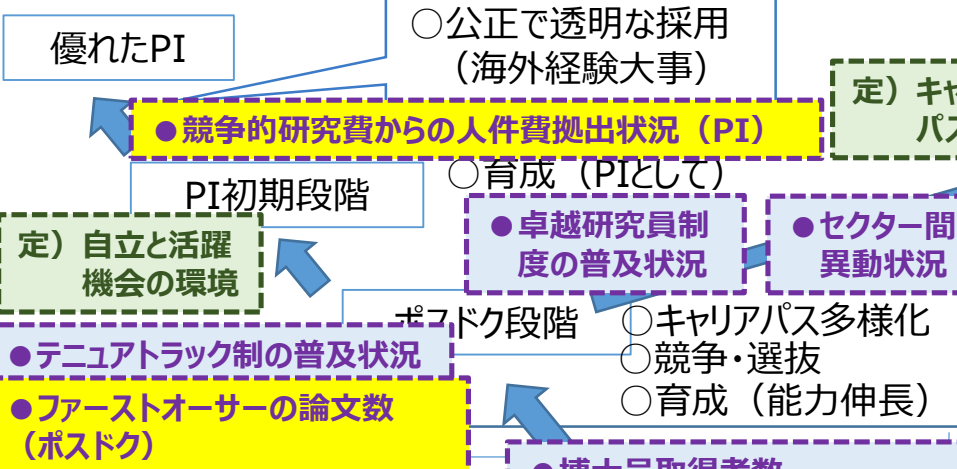 ○公正で透明な採用
（海外経験大事）
優れたPI
定）キャ
パス
●競争的研究費からの人件費拠出状況（PI）
○育成（PIとして）
PI初期段階
●卓越研究員制
度の普及状況
●セクター間
異動状況
定）自立と活躍
機会の環境
ポスドク段階
○キャリアパス多様化
○競争・選抜
○育成（能力伸長）
●テニュアトラック制の普及状況
●ファーストオーサーの論文数
（ポスドク）
●博士号取得者数